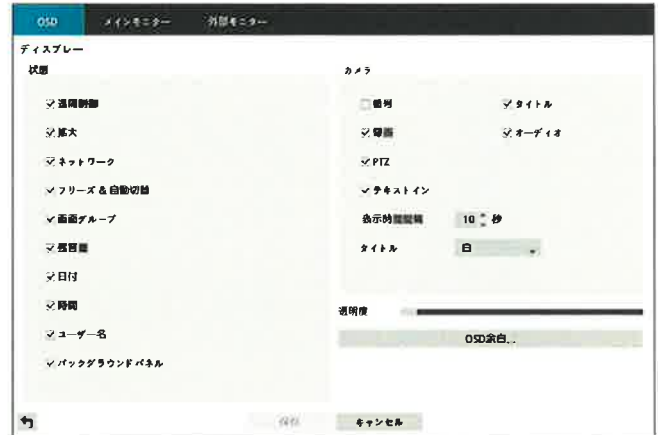 OSD メインモニター 外部モニター
ディスプレー
状態
遠隔制御
拡大
ネットワーク
フリーズ & 自動切替
画面グループ
残容量
日付
時間
ユーザー名
バックグラウンドパネル
カメラ
番号 タイトル
録画 オーディオ
PTZ
テキストイン
表示時間間隔 10 秒
タイトル 白
透明度
OSD余白...
保存 キャンセル